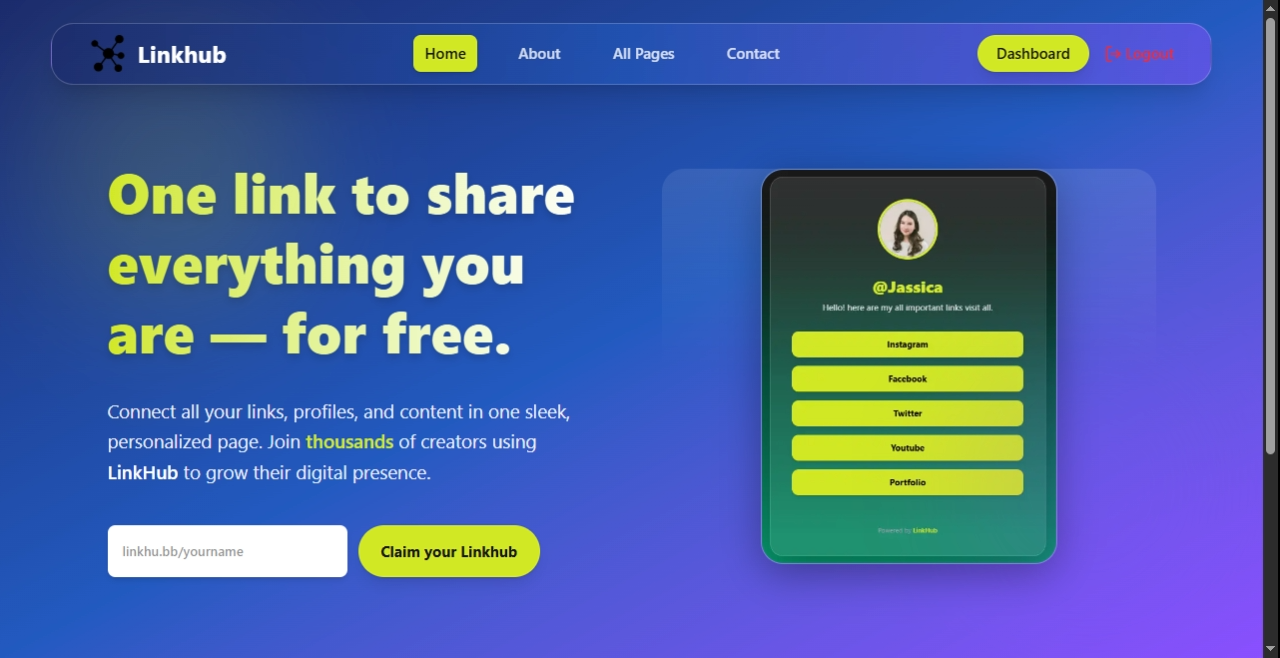 Linkhub
Home
About
All Pages
Contact
Dashboard
Logout
One link to share
everything you
are — for free.
Connect all your links, profiles, and content in one sleek,
personalized page. Join thousands of creators using
LinkHub to grow their digital presence.
linkhu.bb/yourname
Claim your Linkhub
@Jassica
Hello! here are my all important links visit all.
Instagram
Facebook
Twitter
Youtube
Portfolio
Powered by LinkHub